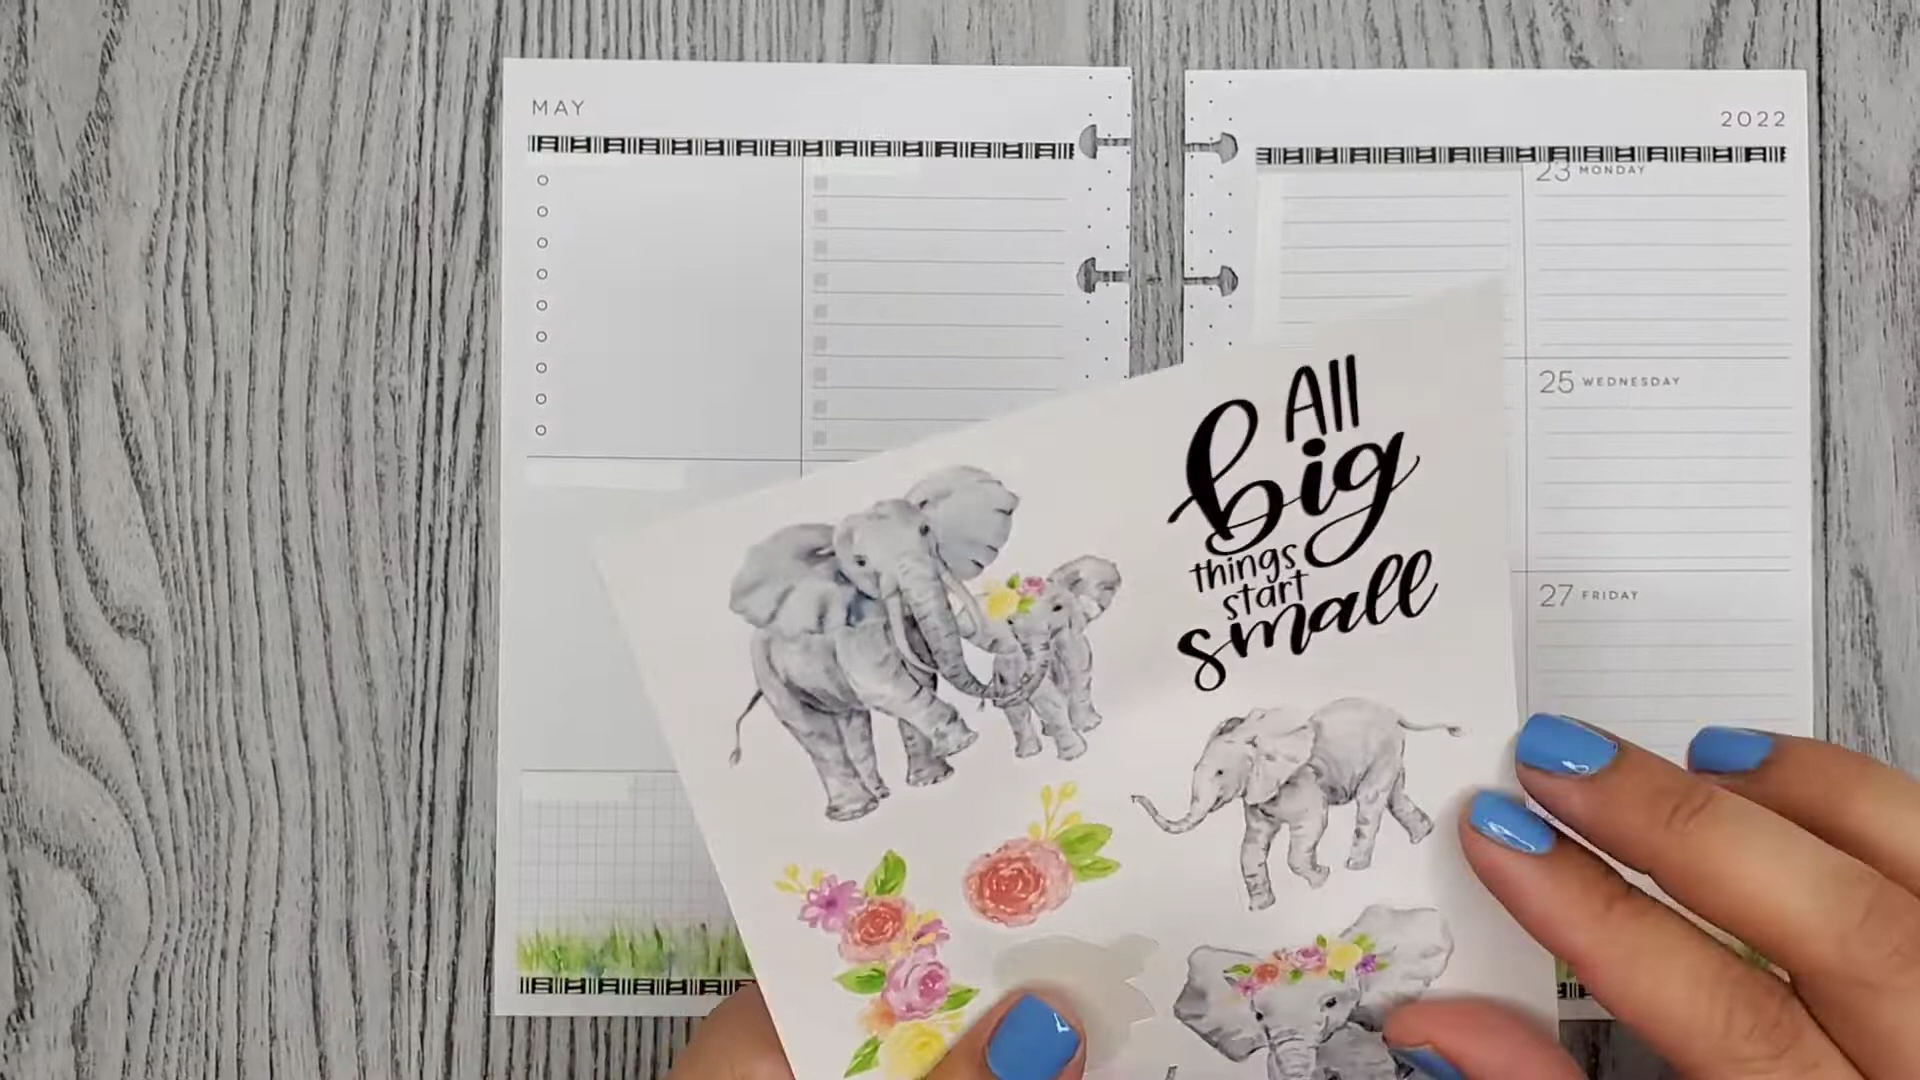 MAY
2022
23 MONDAY
25 WEDNESDAY
27 FRIDAY
All
big
things
start
small